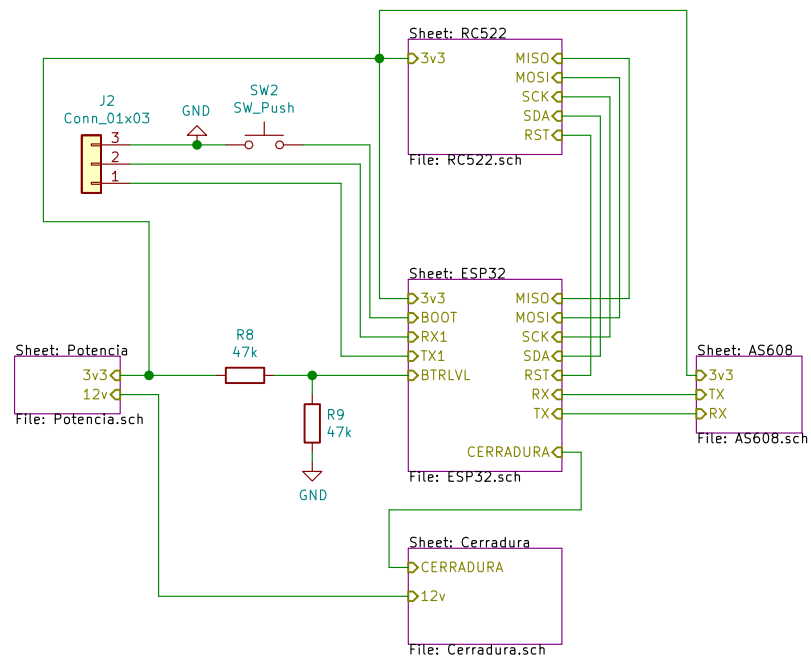 Sheet: RC522
3v3
MISO
MOSI
SCK
SDA
RST
File: RC522.sch
J2
Conn_01x03
3
2
1
GND
SW2
SW_Push
Sheet: ESP32
3v3
BOOT
RX1
TX1
BTRLVL
MISO
MOSI
SCK
SDA
RST
RX
TX
CERRADURA
File: ESP32.sch
Sheet: Potencia
3v3
12v
File: Potencia.sch
R8
47k
R9
47k
GND
Sheet: AS608
3v3
TX
RX
File: AS608.sch
Sheet: Cerradura
CERRADURA
12v
File: Cerradura.sch